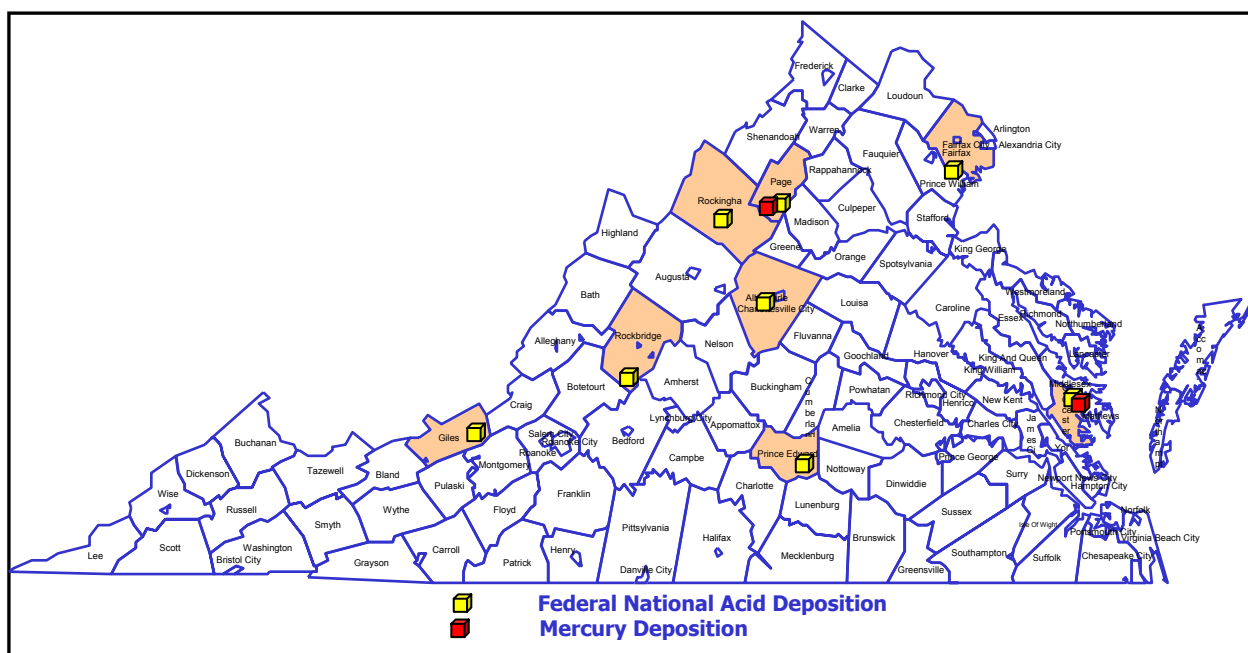 Frederick
Clarke
Loudoun
Shenandoah
Warren
Arlington
Fairfax City
Alexandria City
Fairfax
Fauquier
Rappahannock
Page
Prince William
Rockingha
Culpeper
Madison
Stafford
Highland
Greene
King George
Orange
Spotsylvania
Augusta
Bath
Westmoreland
Charlottesville City
Louisa
Caroline
Richmond
Essex
Northumberland
Rockbridge
Fluvanna
Alleghany
Nelson
Goochland
Hanover
King And Queen
Lancaster
King William
Botetourt
Amherst
Buckingham
Powhatan
Richmond City
Henrico
New Kent
Middlesex
Craig
Lynchburg City
Appomattox
Amelia
Chesterfield
Charles City
Buchanan
Giles
Salem City
Roanoke City
Roanoke
Bedford
Campbe
Prince Edward
Prince George
Dickenson
Tazewell
Bland
Montgomery
Nottoway
Surry
Newport News City
Hampton City
Wise
Pulaski
Charlotte
Dinwiddie
Russell
Wythe
Floyd
Franklin
Lunenburg
Sussex
Norfolk
Smyth
Pittsylvania
Halifax
Brunswick
Isle Of Wight
Portsmouth City
Virginia Beach City
Lee
Scott
Washington
Bristol City
Grayson
Carroll
Patrick
Henry
Danville City
Mecklenburg
Greensville
Southampton
Suffolk
Chesapeake City
Federal National Acid Deposition
Mercury Deposition